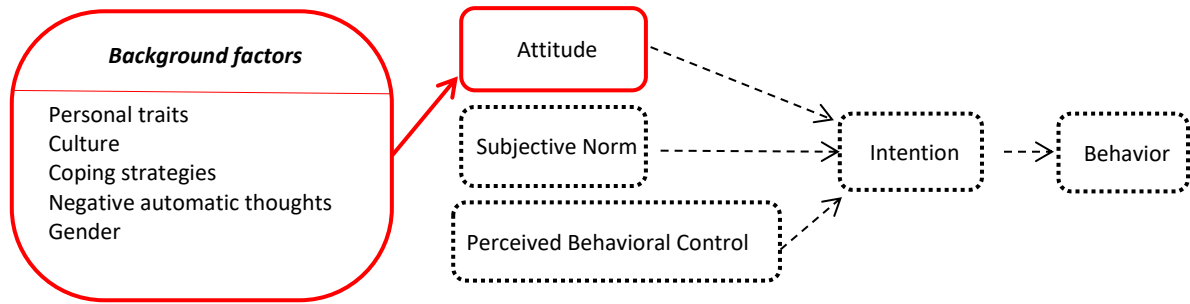 Background factors
Personal traits
Culture
Coping strategies
Negative automatic thoughts
Gender
Attitude
Subjective Norm
Perceived Behavioral Control
Intention
Behavior